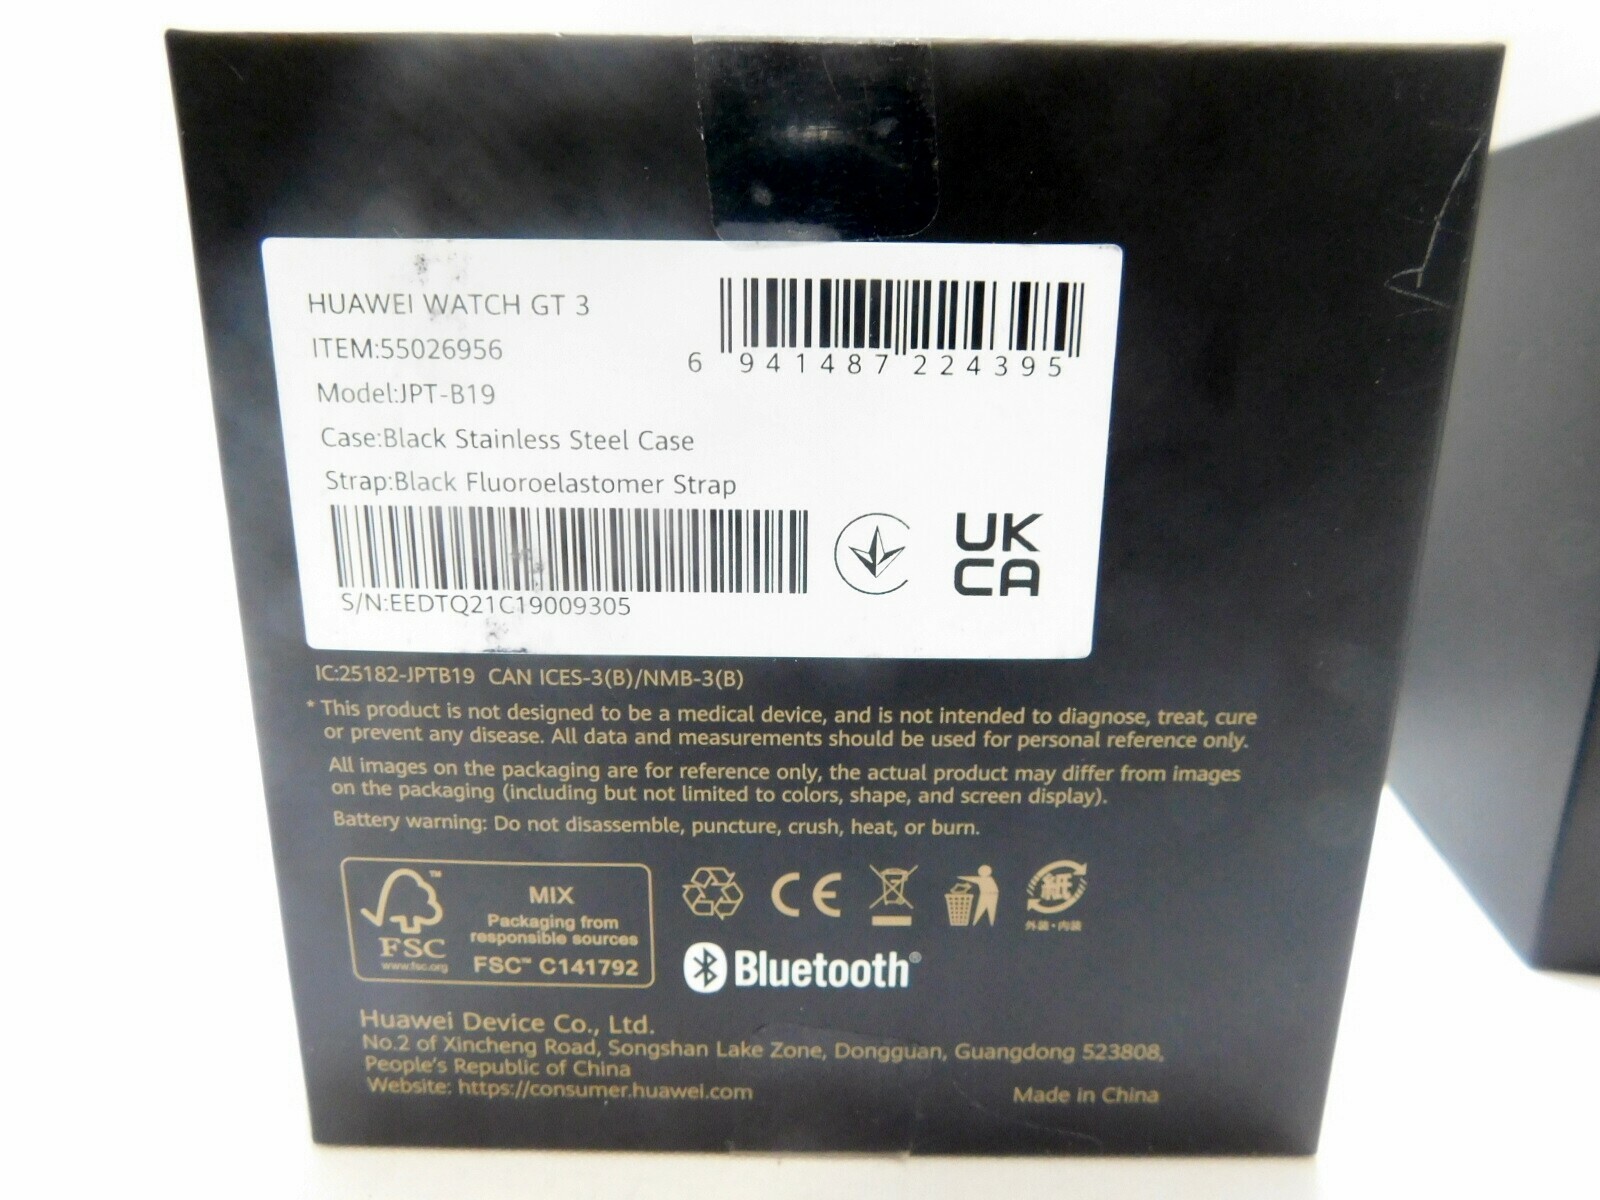 HUAWEI WATCH GT 3
ITEM:55026956
Model:JPT-B19
Case:Black Stainless Steel Case
Strap:Black Fluoroelastomer Strap
6 941487 224395
S/N:EEDTQ21C19009305
UK
CA
IC:25182-JPTB19 CAN ICES-3(B)/NMB-3(B)
* This product is not designed to be a medical device, and is not intended to diagnose, treat, cure
or prevent any disease. All data and measurements should be used for personal reference only.
All images on the packaging are for reference only, the actual product may differ from images
on the packaging (including but not limited to colors, shape, and screen display).
Battery warning: Do not disassemble, puncture, crush, heat, or burn.
FSC
www.fsc.org
MIX
Packaging from
responsible sources
FSC™ C141792
CE
紙
外装・内装
Bluetooth®
Huawei Device Co., Ltd.
No.2 of Xincheng Road, Songshan Lake Zone, Dongguan, Guangdong 523808,
People's Republic of China
Website: https://consumer.huawei.com
Made in China